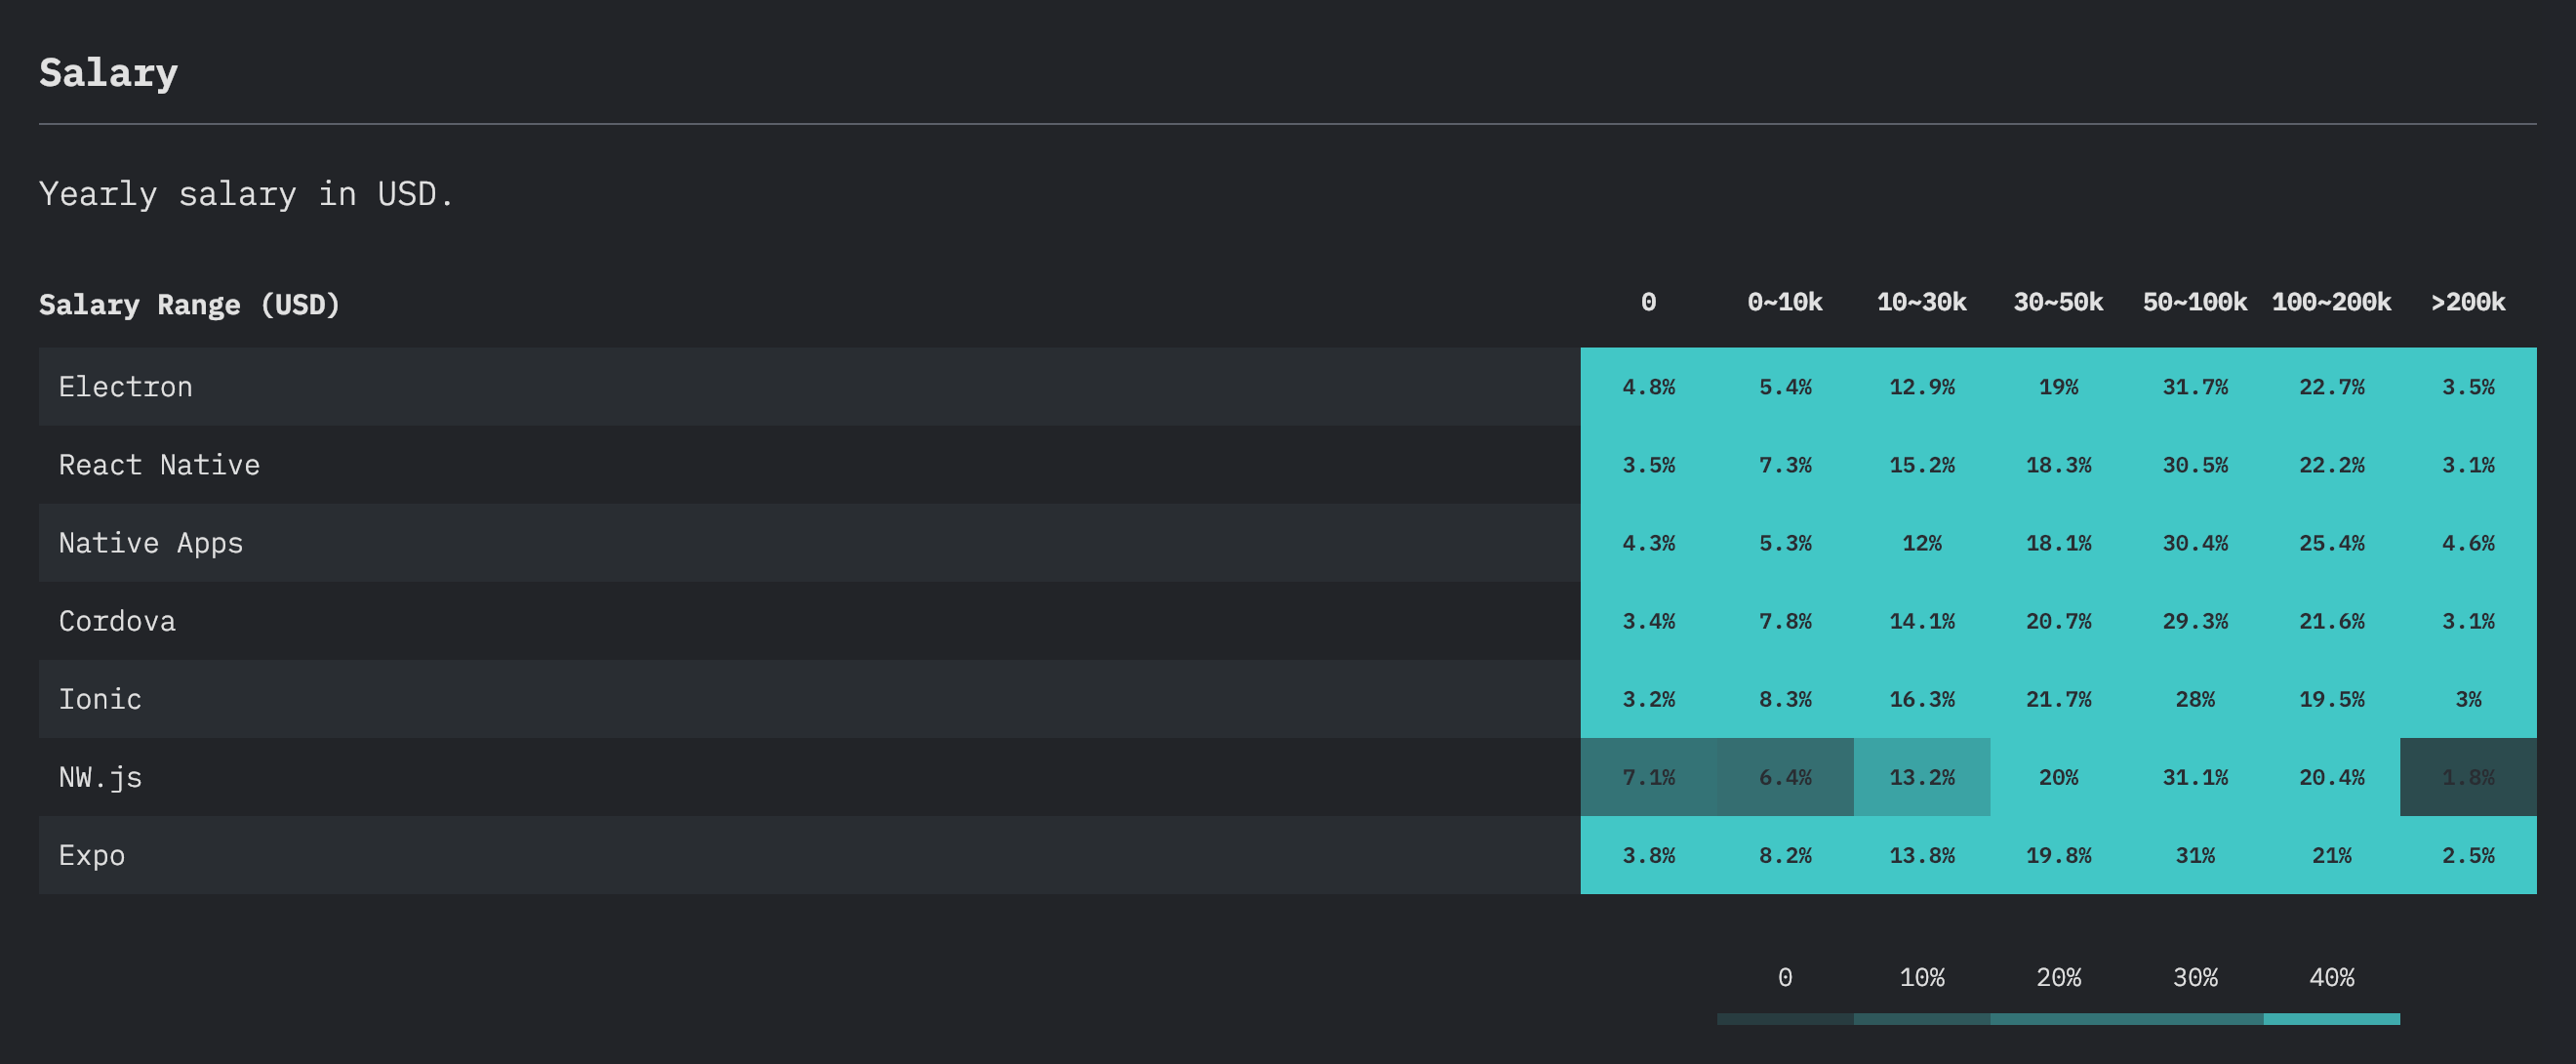 Salary
Yearly salary in USD.
Salary Range (USD) 0 0~10k 10~30k 30~50k 50~100k 100~200k >200k
Electron 4.8% 5.4% 12.9% 19% 31.7% 22.7% 3.5%
React Native 3.5% 7.3% 15.2% 18.3% 30.5% 22.2% 3.1%
Native Apps 4.3% 5.3% 12% 18.1% 30.4% 25.4% 4.6%
Cordova 3.4% 7.8% 14.1% 20.7% 29.3% 21.6% 3.1%
Ionic 3.2% 8.3% 16.3% 21.7% 28% 19.5% 3%
NW.js 7.1% 6.4% 13.2% 20% 31.1% 20.4% 1.8%
Expo 3.8% 8.2% 13.8% 19.8% 31% 21% 2.5%
0 10% 20% 30% 40%